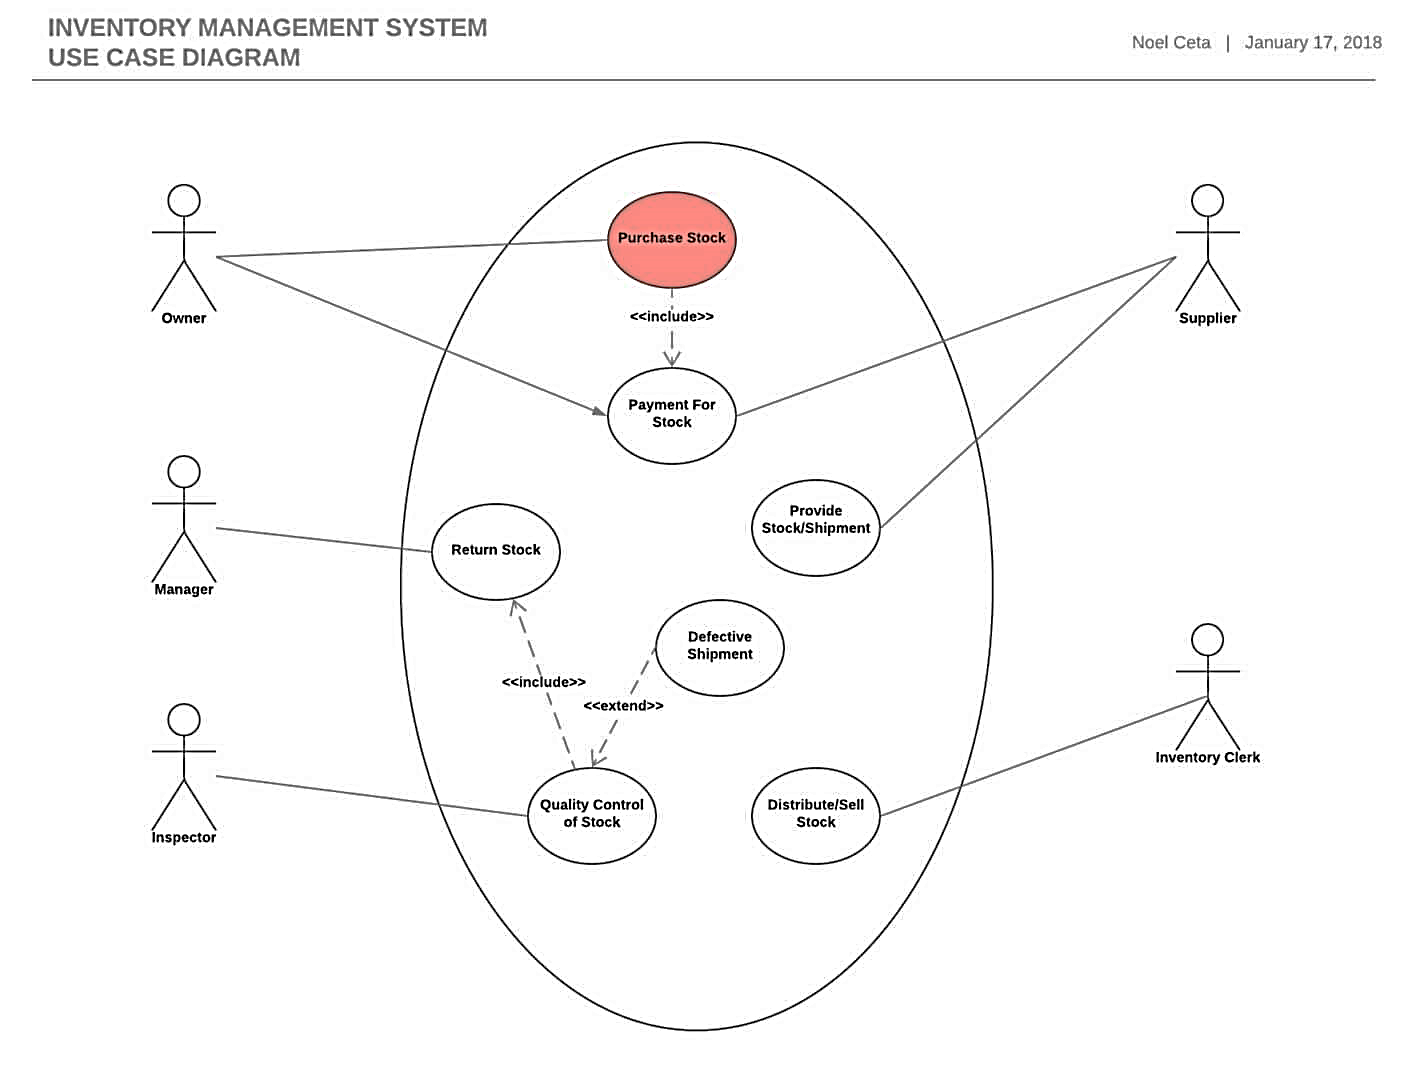 INVENTORY MANAGEMENT SYSTEM
USE CASE DIAGRAM
Noel Ceta | January 17, 2018
Purchase Stock
<<include>>
Owner
Supplier
Payment For
Stock
Provide
Stock/Shipment
Return Stock
Manager
Defective
Shipment
<<include>>
<<extend>>
Inventory Clerk
Quality Control
of Stock
Distribute/Sell
Stock
Inspector